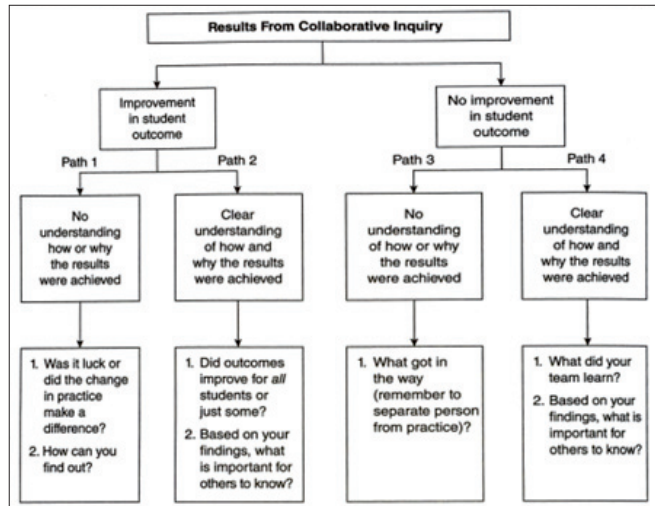 Results From Collaborative Inquiry
Improvement
in student
outcome
No improvement
in student
outcome
Path 1
Path 2
Path 3
Path 4
No
understanding
how or why
the results
were achieved
Clear
understanding
of how and
why the results
were achieved
No
understanding
of how or why
the results
were achieved
Clear
understanding
of how and
why the results
were achieved
1. Was it luck or
did the change
in practice
make a
difference?
2. How can you
find out?
1. Did outcomes
improve for all
students or
just some?
2. Based on your
findings, what
is important for
others to know?
1. What got in
the way
(remember to
separate person
from practice)?
1. What did your
team learn?
2. Based on your
findings, what is
important for
others to know?